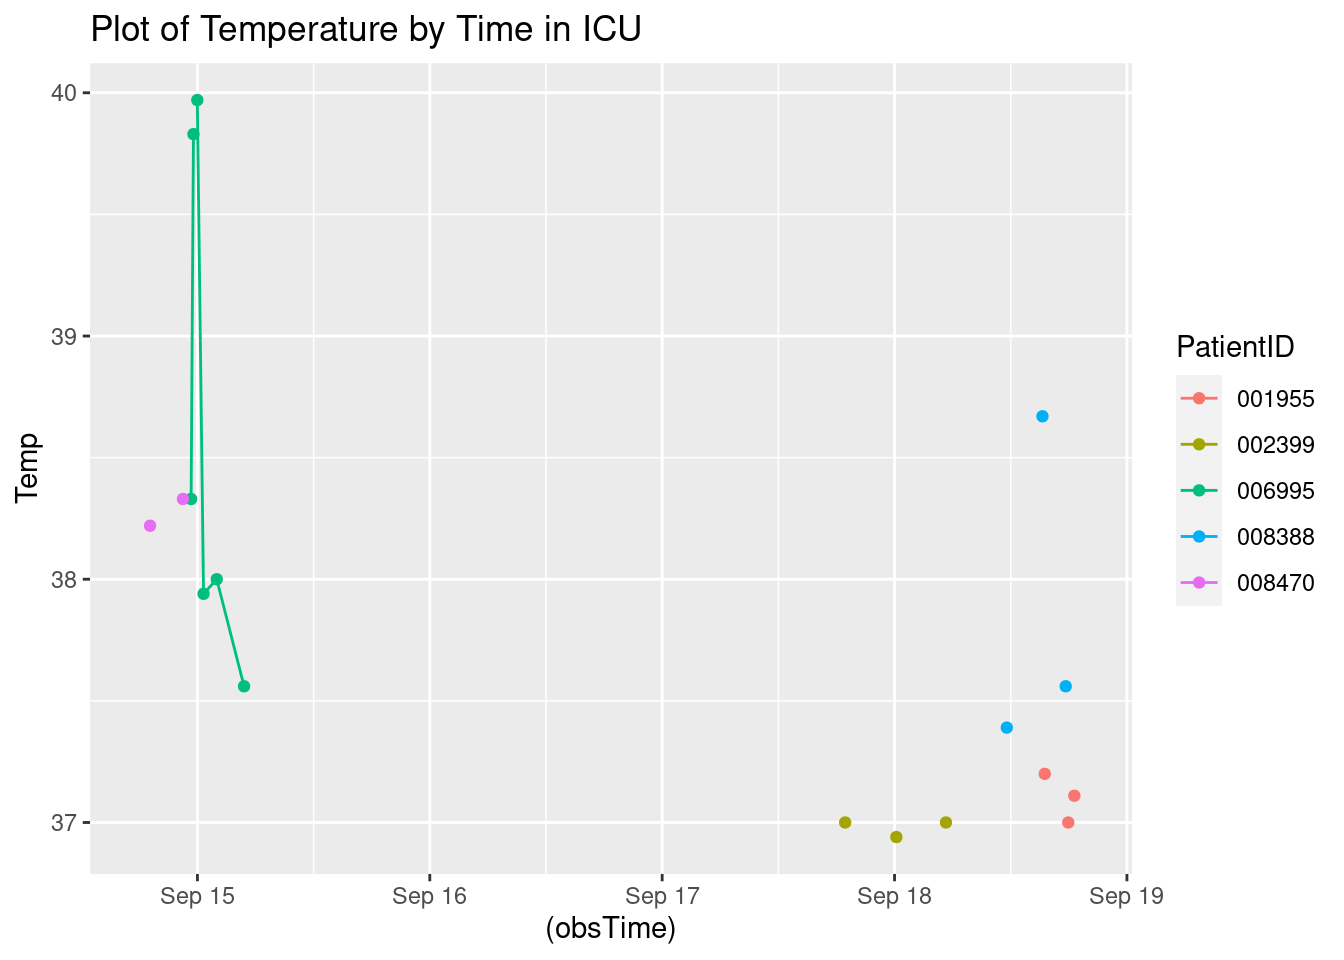 Plot of Temperature by Time in ICU
40
39
38
37
Temp
Sep 15
Sep 16
Sep 17
Sep 18
Sep 19
(obsTime)
PatientID
001955
002399
006995
008388
008470